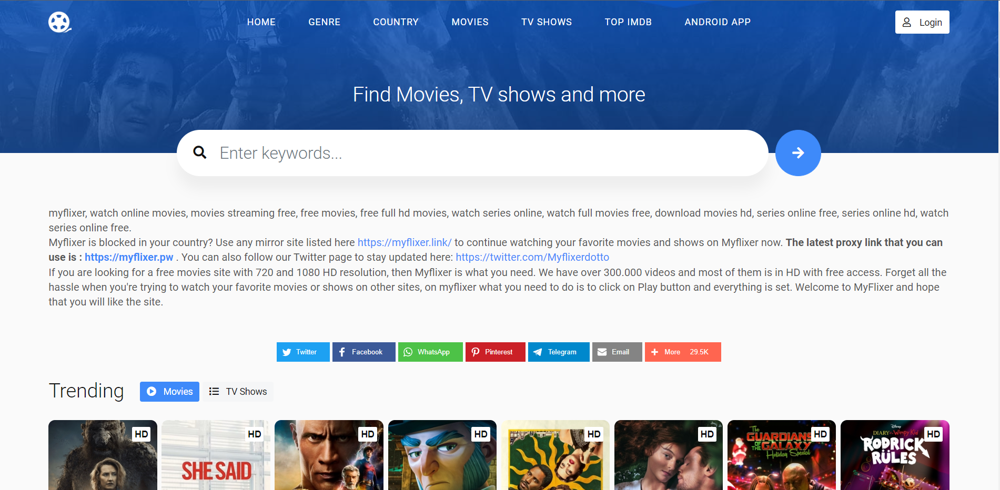 HOME GENRE COUNTRY MOVIES TV SHOWS TOP IMDB ANDROID APP Login
Find Movies, TV shows and more
Enter keywords...
myflixer, watch online movies, movies streaming free, free movies, free full hd movies, watch series online, watch full movies free, download movies hd, series online free, series online hd, watch
series online free.
Myflixer is blocked in your country? Use any mirror site listed here https://myflixer.link/ to continue watching your favorite movies and shows on Myflixer now. The latest proxy link that you can
use is : https://myflixer.pw . You can also follow our Twitter page to stay updated here: https://twitter.com/Myflixerdotto
If you are looking for a free movies site with 720 and 1080 HD resolution, then Myflixer is what you need. We have over 300.000 videos and most of them is in HD with free access. Forget all the
hassle when you're trying to watch your favorite movies or shows on other sites, on myflixer what you need to do is to click on Play button and everything is set. Welcome to MyFlixer and hope
that you will like the site.
Twitter Facebook WhatsApp Pinterest Telegram Email More 29.5K
Trending Movies TV Shows
HD HD HD HD HD HD HD HD
SHE SAID
The
GUARDIANS
OF THE GALAXY
Holiday Special
Disney
DIARY of a Wimpy Kid
RODRICK
RULES